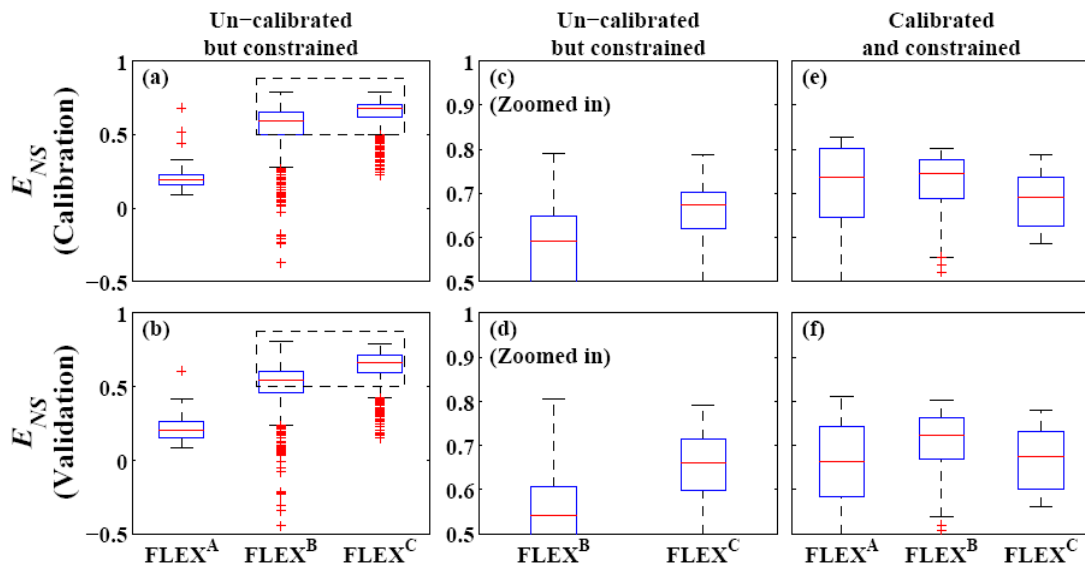 Un−calibrated
but constrained
Un−calibrated
but constrained
Calibrated
and constrained
E_NS
(Calibration)
1
0.5
0
−0.5
(a)
1
0.9
0.8
0.7
0.6
0.5
(c)
(Zoomed in)
(e)
E_NS
(Validation)
1
0.5
0
−0.5
(b)
1
0.9
0.8
0.7
0.6
0.5
(d)
(Zoomed in)
(f)
FLEX^A FLEX^B FLEX^C
FLEX^B FLEX^C
FLEX^A FLEX^B FLEX^C